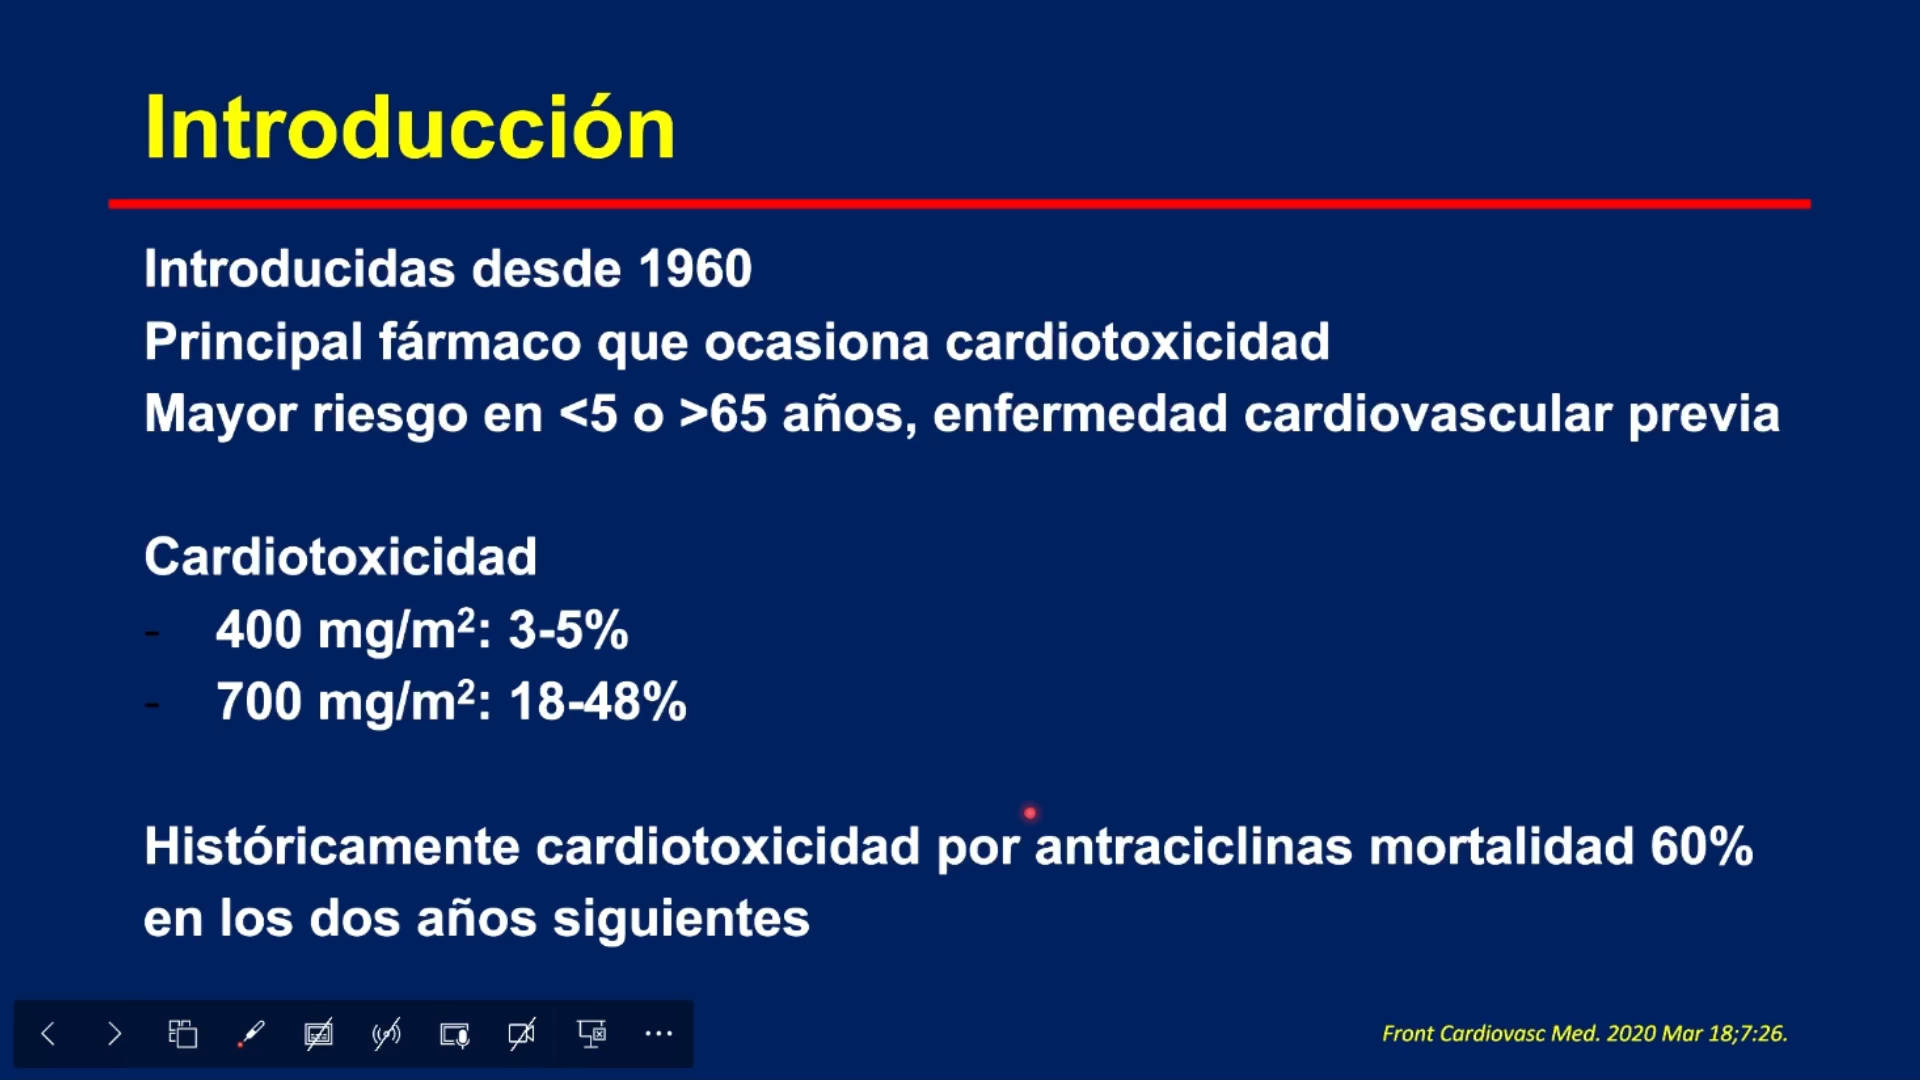 Introducción
Introducidas desde 1960
Principal fármaco que ocasiona cardiotoxicidad
Mayor riesgo en <5 o >65 años, enfermedad cardiovascular previa
Cardiotoxicidad
- 400 mg/m²: 3-5%
- 700 mg/m²: 18-48%
Históricamente cardiotoxicidad por antraciclinas mortalidad 60%
en los dos años siguientes
Front Cardiovasc Med. 2020 Mar 18;7:26.